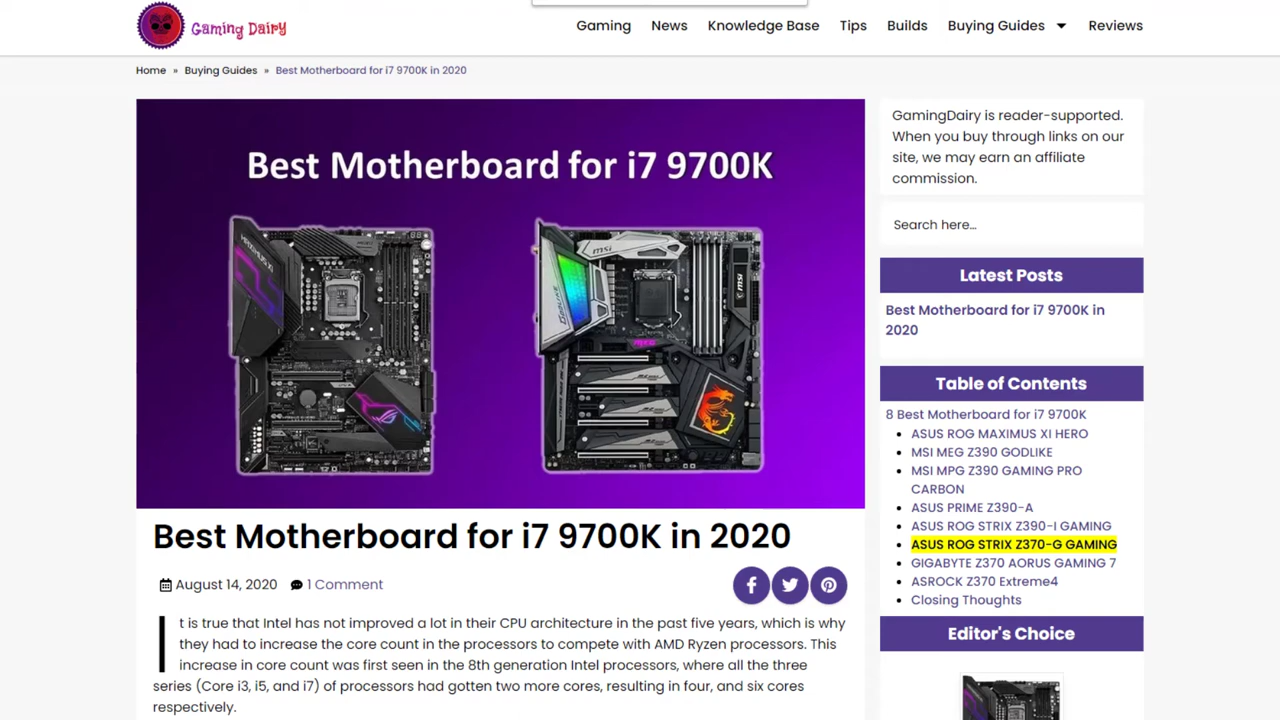 Gaming Dairy
Gaming News Knowledge Base Tips Builds Buying Guides Reviews
Home » Buying Guides » Best Motherboard for i7 9700K in 2020
Best Motherboard for i7 9700K
MAXIMUS XI
msi
GODLIKE
msi
MEG
Best Motherboard for i7 9700K in 2020
August 14, 2020 1 Comment
It is true that Intel has not improved a lot in their CPU architecture in the past five years, which is why
they had to increase the core count in the processors to compete with AMD Ryzen processors. This
increase in core count was first seen in the 8th generation Intel processors, where all the three
series (Core i3, i5, and i7) of processors had gotten two more cores, resulting in four, and six cores
respectively.
GamingDairy is reader-supported.
When you buy through links on our
site, we may earn an affiliate
commission.
Search here…
Latest Posts
Best Motherboard for i7 9700K in
2020
Table of Contents
8 Best Motherboard for i7 9700K
ASUS ROG MAXIMUS XI HERO
MSI MEG Z390 GODLIKE
MSI MPG Z390 GAMING PRO
CARBON
ASUS PRIME Z390-A
ASUS ROG STRIX Z390-I GAMING
ASUS ROG STRIX Z370-G GAMING
GIGABYTE Z370 AORUS GAMING 7
ASROCK Z370 Extreme4
Closing Thoughts
Editor's Choice